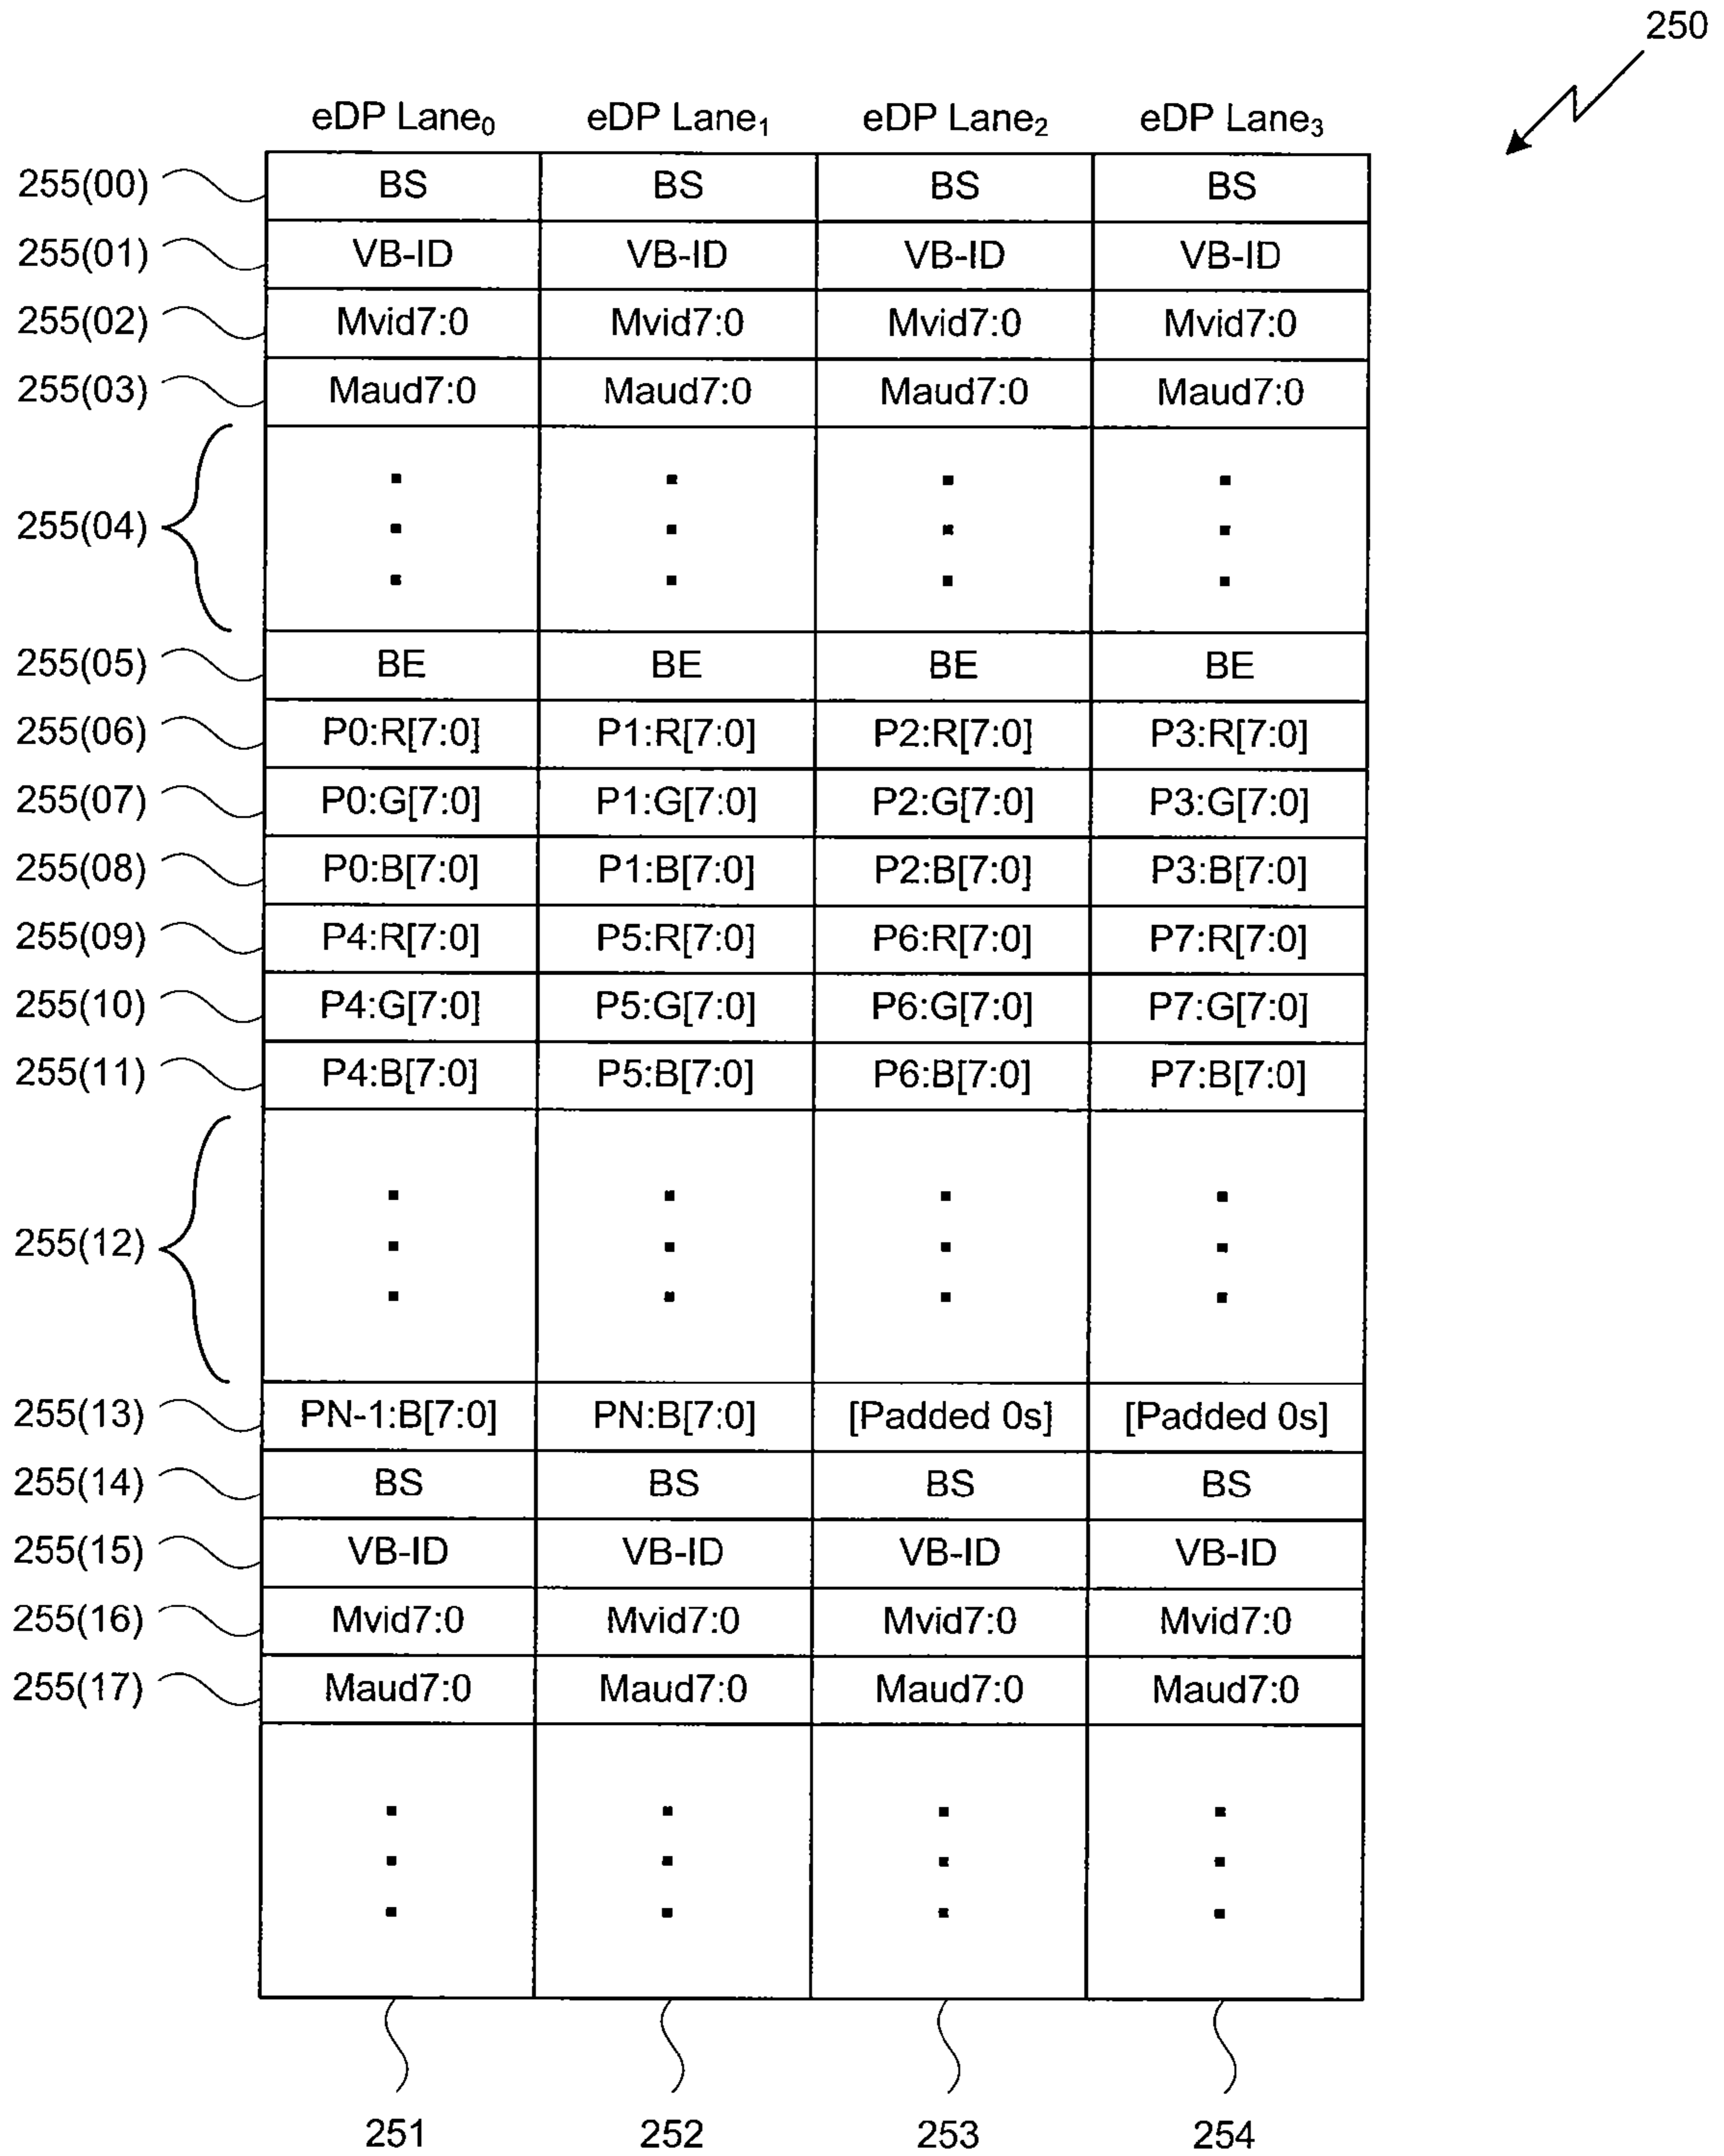 250
eDP Lane0 eDP Lane1 eDP Lane2 eDP Lane3
255(00) BS BS BS BS
255(01) VB-ID VB-ID VB-ID VB-ID
255(02) Mvid7:0 Mvid7:0 Mvid7:0 Mvid7:0
255(03) Maud7:0 Maud7:0 Maud7:0 Maud7:0
255(04)
255(05) BE BE BE BE
255(06) P0:R[7:0] P1:R[7:0] P2:R[7:0] P3:R[7:0]
255(07) P0:G[7:0] P1:G[7:0] P2:G[7:0] P3:G[7:0]
255(08) P0:B[7:0] P1:B[7:0] P2:B[7:0] P3:B[7:0]
255(09) P4:R[7:0] P5:R[7:0] P6:R[7:0] P7:R[7:0]
255(10) P4:G[7:0] P5:G[7:0] P6:G[7:0] P7:G[7:0]
255(11) P4:B[7:0] P5:B[7:0] P6:B[7:0] P7:B[7:0]
255(12)
255(13) PN-1:B[7:0] PN:B[7:0] [Padded 0s] [Padded 0s]
255(14) BS BS BS BS
255(15) VB-ID VB-ID VB-ID VB-ID
255(16) Mvid7:0 Mvid7:0 Mvid7:0 Mvid7:0
255(17) Maud7:0 Maud7:0 Maud7:0 Maud7:0
251 252 253 254